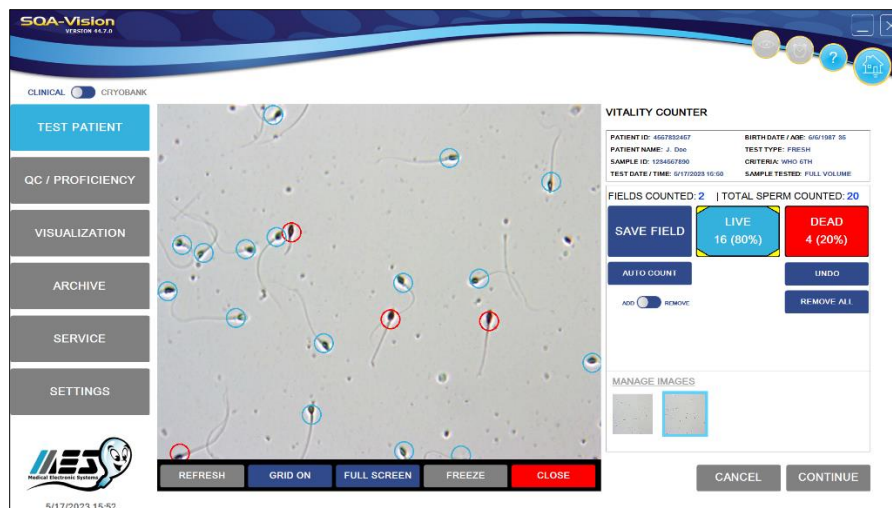 SQA-Vision
VERSION 44.7.0
?
CLINICAL CRYOBANK
TEST PATIENT
QC / PROFICIENCY
VISUALIZATION
ARCHIVE
SERVICE
SETTINGS
MES
Medical Electronic Systems
5/17/2023 15:52
REFRESH GRID ON FULL SCREEN FREEZE CLOSE
VITALITY COUNTER
PATIENT ID: 4567832457 BIRTH DATE / AGE: 6/6/1987 35
PATIENT NAME: J. Doe TEST TYPE: FRESH
SAMPLE ID: 1234567890 CRITERIA: WHO 5TH
TEST DATE / TIME: 5/17/2023 15:50 SAMPLE TESTED: FULL VOLUME
FIELDS COUNTED: 2 | TOTAL SPERM COUNTED: 20
SAVE FIELD
LIVE
16 (80%)
DEAD
4 (20%)
AUTO COUNT UNDO
ADD REMOVE REMOVE ALL
MANAGE IMAGES
CANCEL CONTINUE